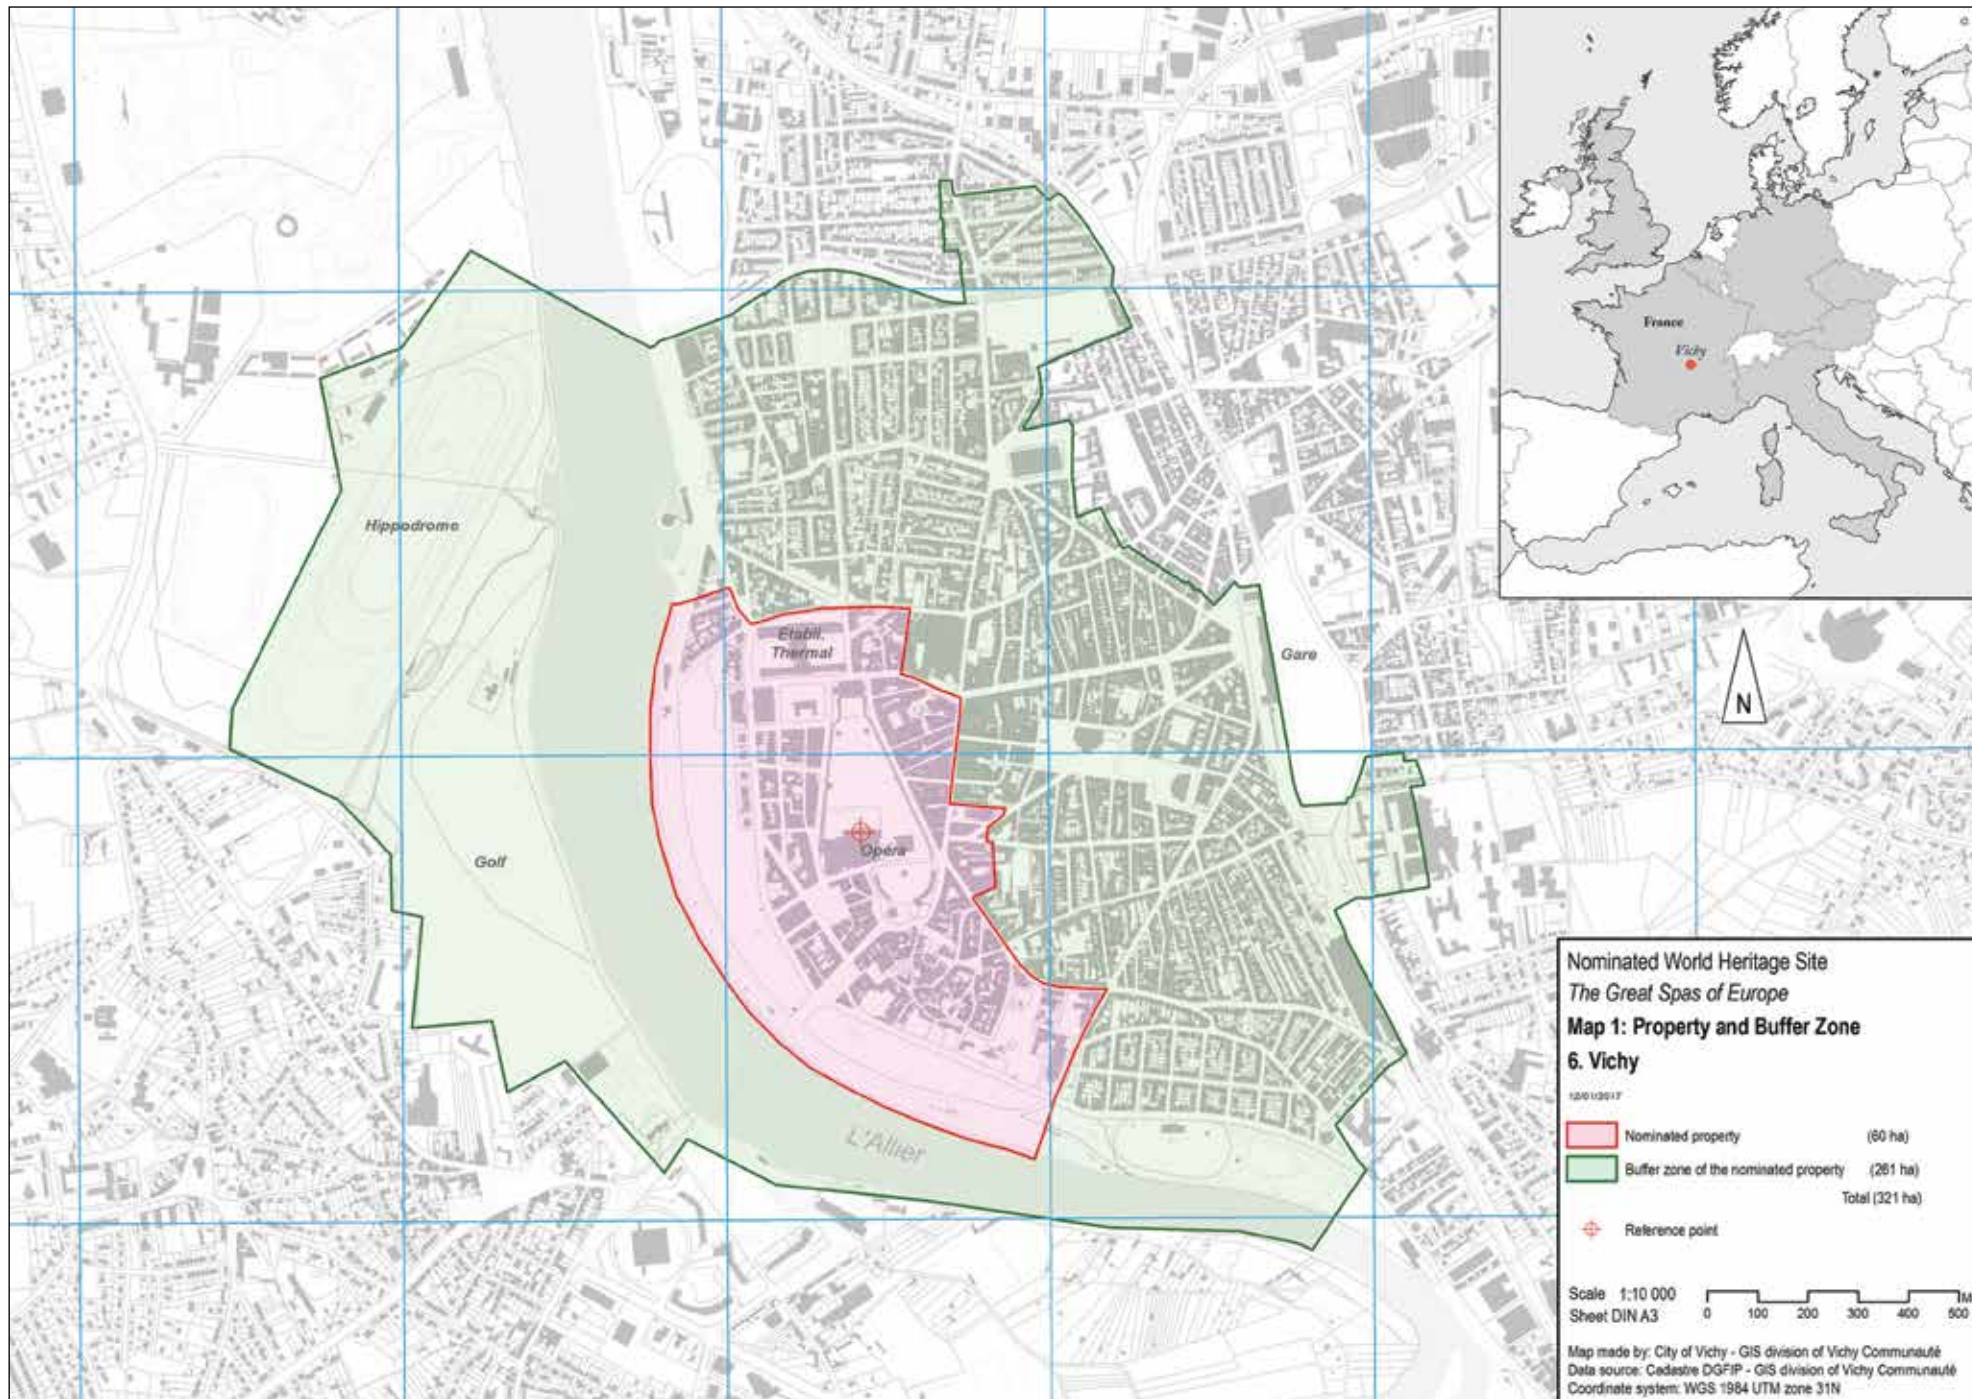 France
Vichy
Hippodrome
Etabl.
Thermal
Gare
N
Opéra
Golf
L'Allier
Nominated World Heritage Site
The Great Spas of Europe
Map 1: Property and Buffer Zone
6. Vichy
12/01/2017
Nominated property (60 ha)
Buffer zone of the nominated property (261 ha)
Total (321 ha)
Reference point
Scale 1:10 000
Sheet DIN A3
0 100 200 300 400 500 M
Map made by: City of Vichy - GIS division of Vichy Communauté
Data source: Cadastre DGFIP - GIS division of Vichy Communauté
Coordinate system: WGS 1984 UTM zone 31N